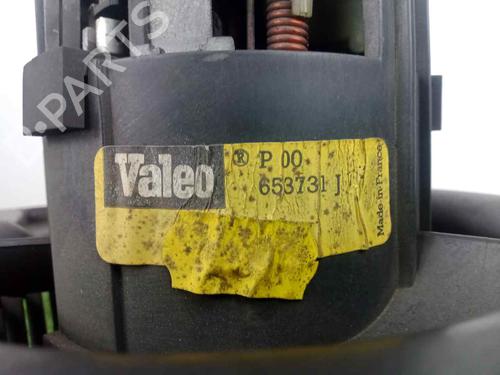 PARTS
Valeo ® P 00
653731 J
Made in France